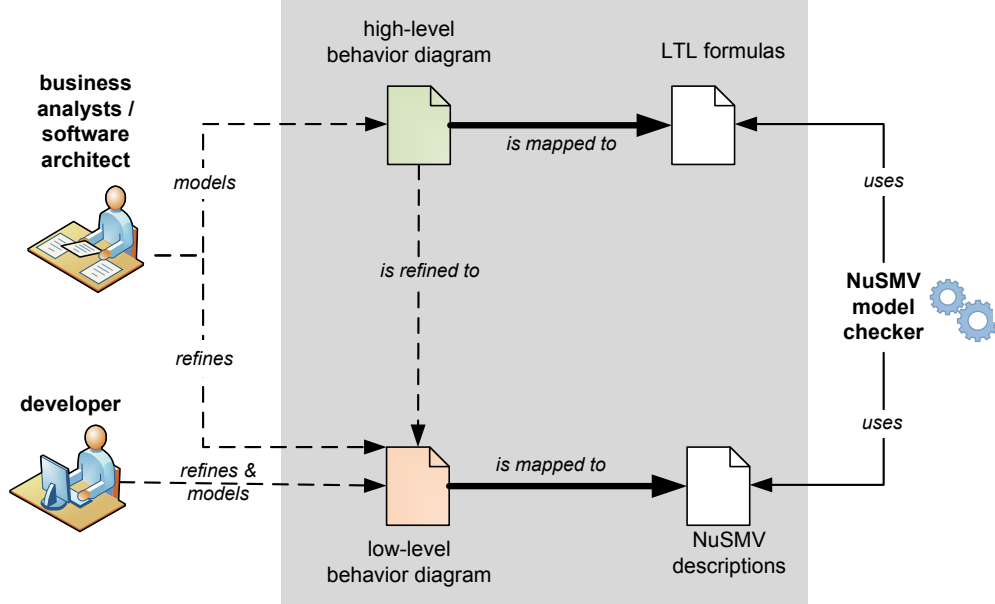 high-level
behavior diagram
LTL formulas
business
analysts /
software
architect
is mapped to
models
uses
is refined to
NuSMV
model
checker
refines
developer
uses
is mapped to
refines &
models
low-level
behavior diagram
NuSMV
descriptions